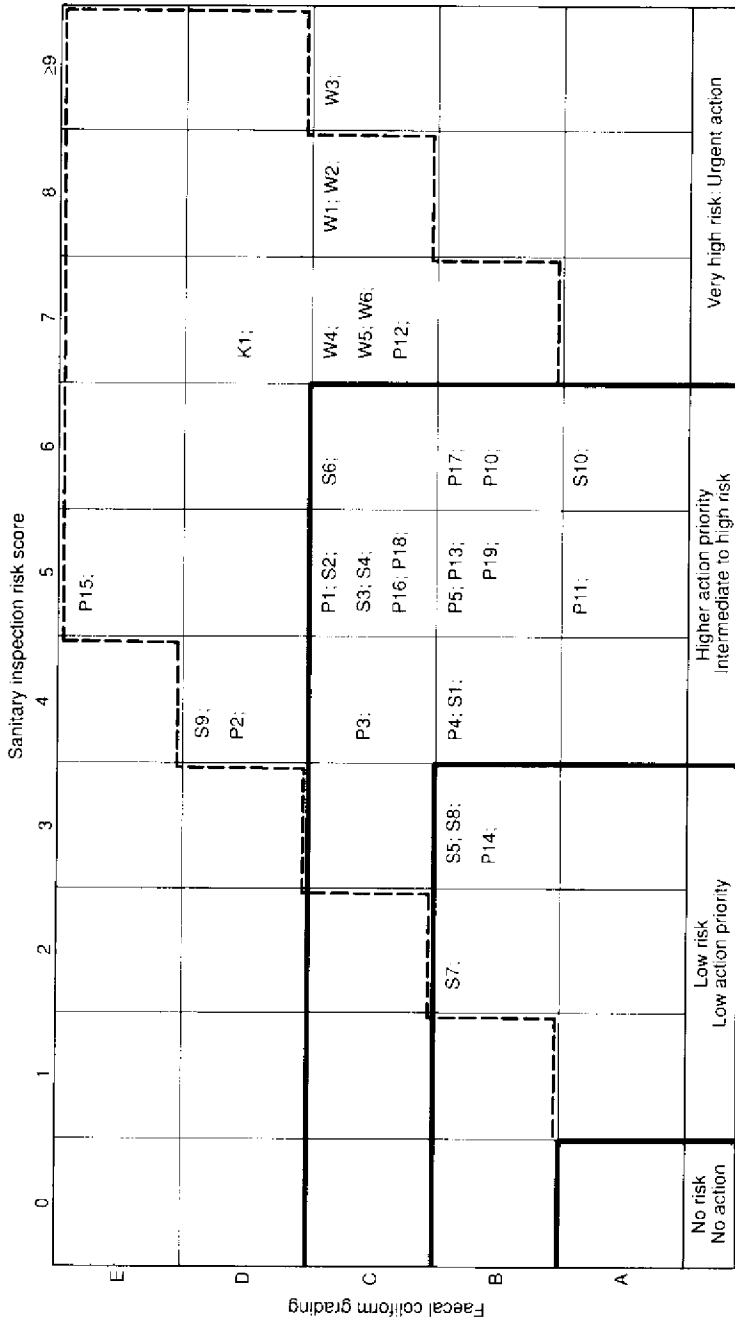 Sanitary inspection risk score
0 1 2 3 4 5 6 7 8 ≥9
E
P15;
D
S9;
P2;
K1;
C
P3;
P1; S2;
S3; S4;
P16; P18;
S6;
W4;
W5; W6;
P12;
W1; W2;
W3;
B
S7;
S5; S8;
P14;
P4; S1;
P5; P13;
P19;
P17;
P10;
A
P11;
S10;
Faecal coliform grading
No risk
No action
Low risk
Low action priority
Higher action priority
Intermediate to high risk
Very high risk: Urgent action